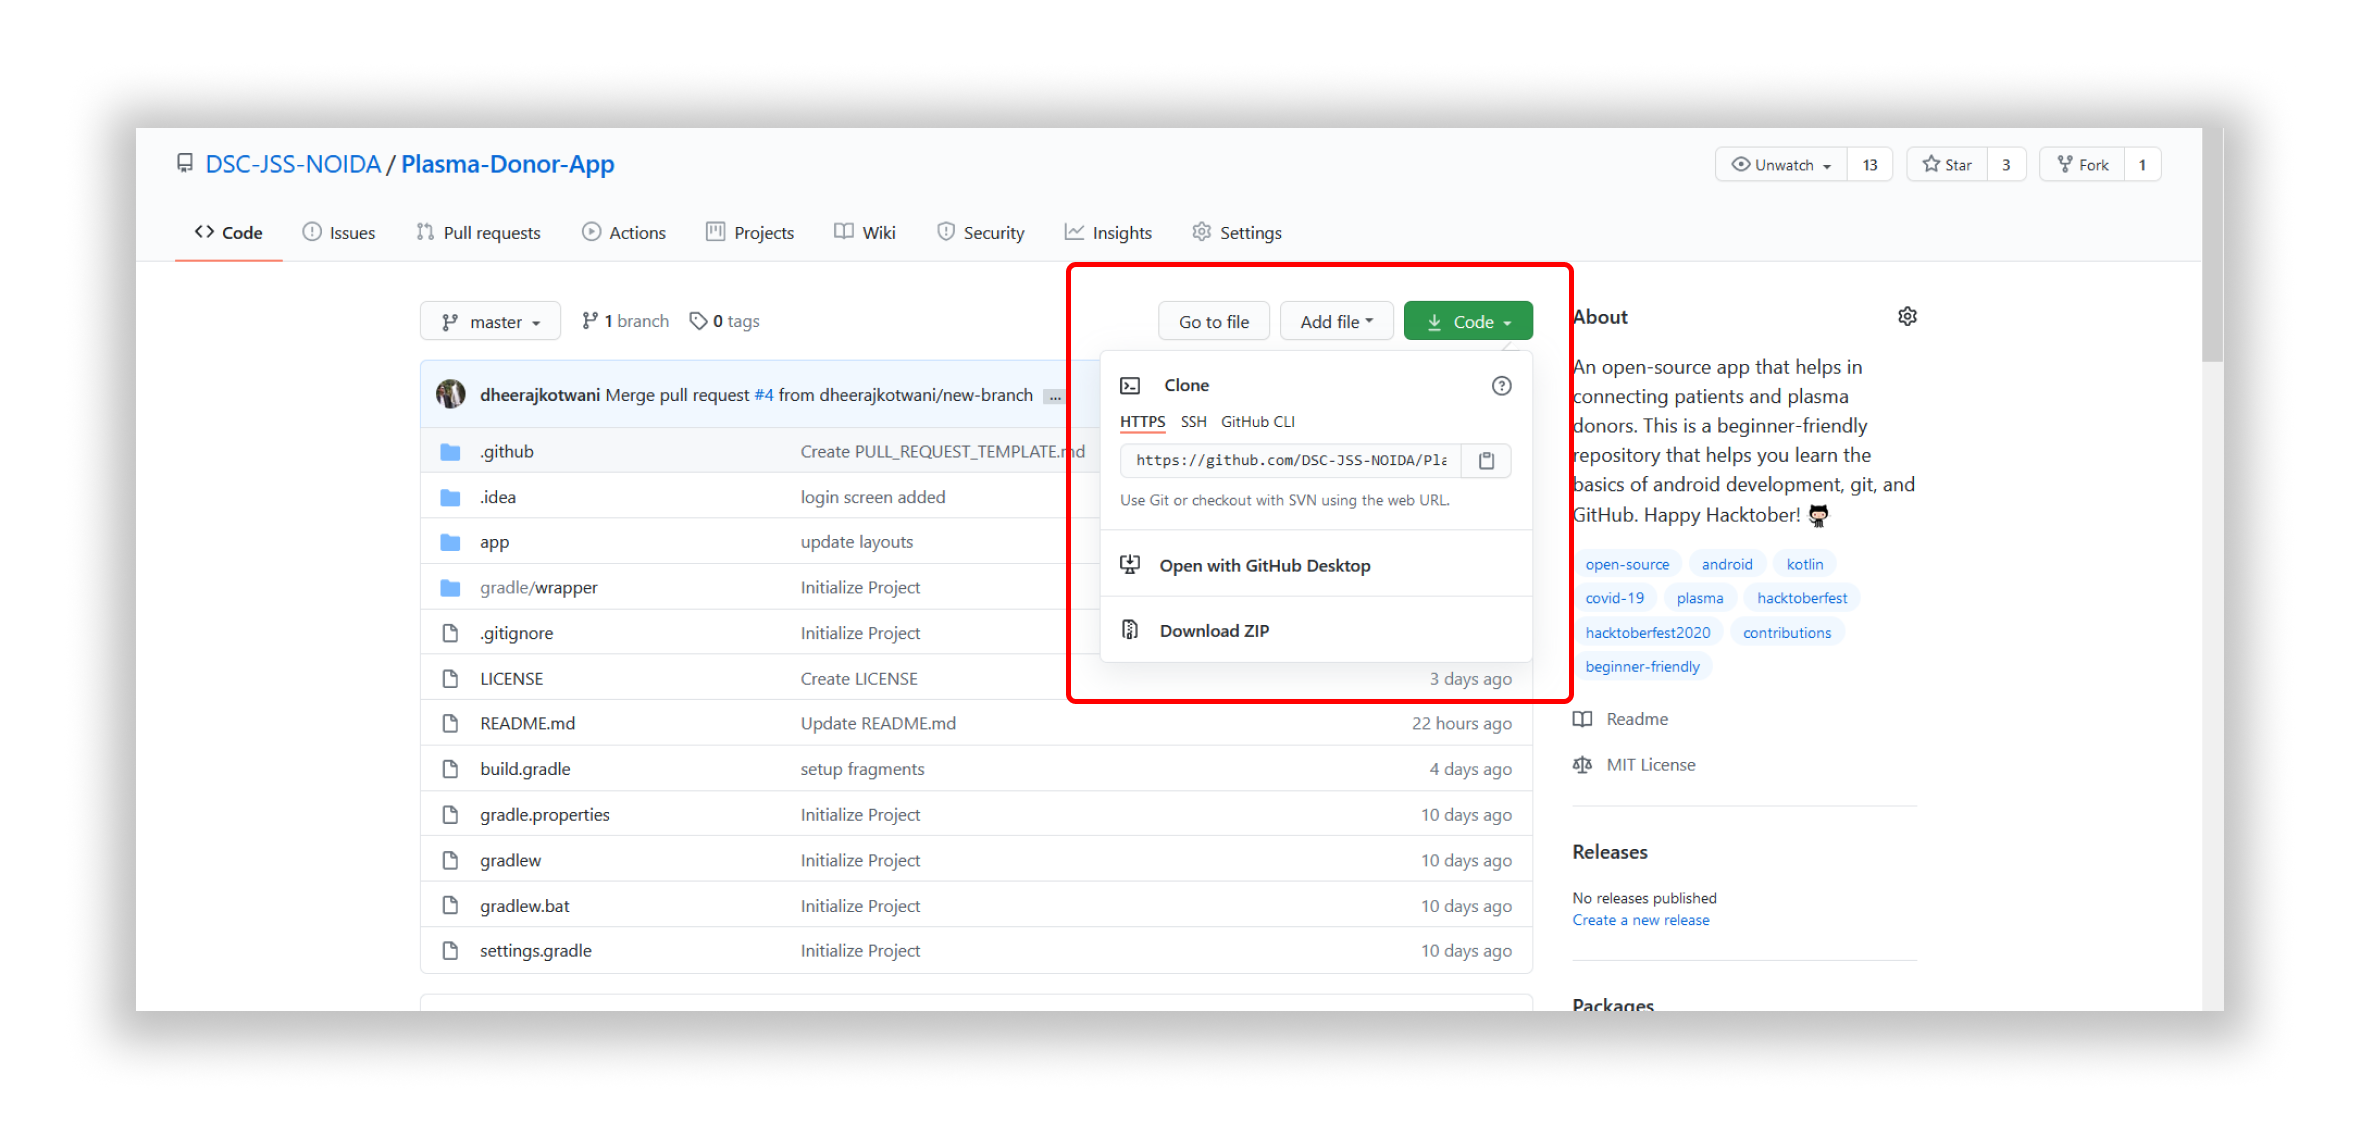 DSC-JSS-NOIDA / Plasma-Donor-App
Unwatch 13 Star 3 Fork 1
Code Issues Pull requests Actions Projects Wiki Security Insights Settings
master 1 branch 0 tags Go to file Add file Code
dheerajkotwani Merge pull request #4 from dheerajkotwani/new-branch ...
.github Create PULL_REQUEST_TEMPLATE.md
.idea login screen added
app update layouts
gradle/wrapper Initialize Project
.gitignore Initialize Project
LICENSE Create LICENSE 3 days ago
README.md Update README.md 22 hours ago
build.gradle setup fragments 4 days ago
gradle.properties Initialize Project 10 days ago
gradlew Initialize Project 10 days ago
gradlew.bat Initialize Project 10 days ago
settings.gradle Initialize Project 10 days ago
Clone
HTTPS SSH GitHub CLI
https://github.com/DSC-JSS-NOIDA/Pla
Use Git or checkout with SVN using the web URL.
Open with GitHub Desktop
Download ZIP
About
An open-source app that helps in
connecting patients and plasma
donors. This is a beginner-friendly
repository that helps you learn the
basics of android development, git, and
GitHub. Happy Hacktober!
open-source android kotlin
covid-19 plasma hacktoberfest
hacktoberfest2020 contributions
beginner-friendly
Readme
MIT License
Releases
No releases published
Create a new release
Packages